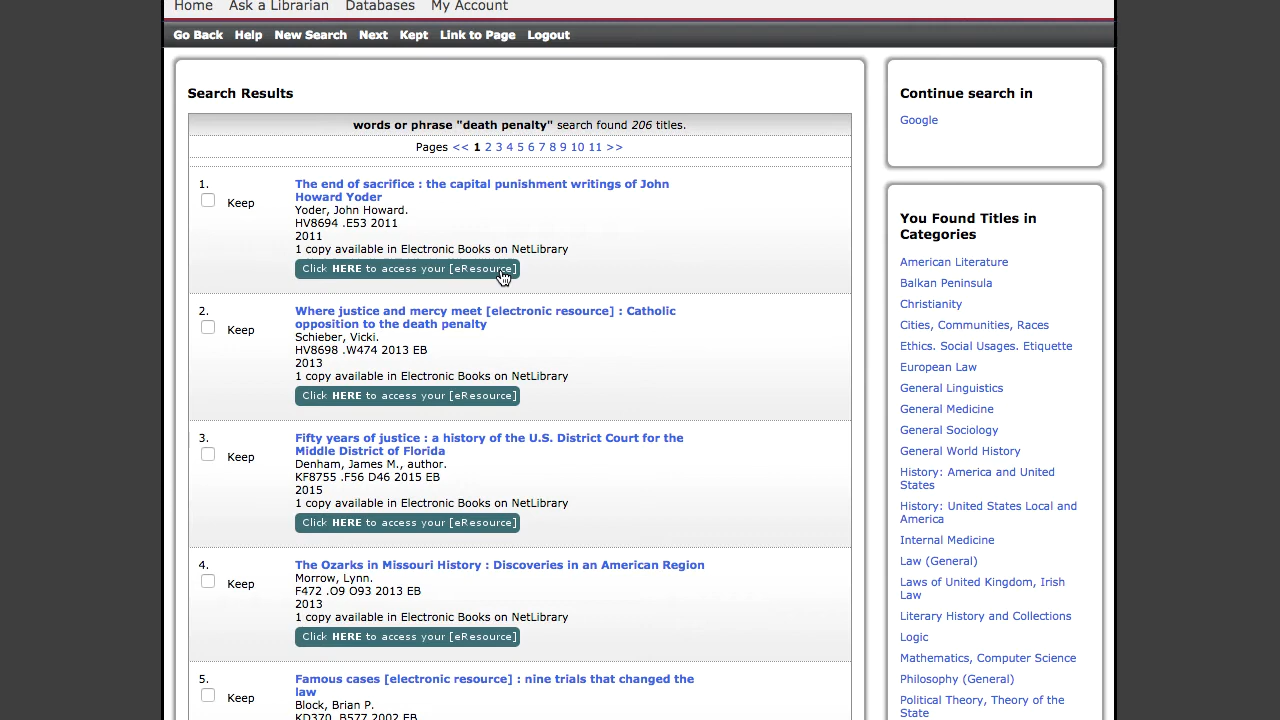 Home Ask a Librarian Databases My Account
Go Back Help New Search Next Kept Link to Page Logout
Search Results
words or phrase "death penalty" search found 206 titles.
Pages << 1 2 3 4 5 6 7 8 9 10 11 >>
1.
Keep
The end of sacrifice : the capital punishment writings of John
Howard Yoder
Yoder, John Howard.
HV8694 .E53 2011
2011
1 copy available in Electronic Books on NetLibrary
Click HERE to access your [eResource]
2.
Keep
Where justice and mercy meet [electronic resource] : Catholic
opposition to the death penalty
Schieber, Vicki.
HV8698 .W474 2013 EB
2013
1 copy available in Electronic Books on NetLibrary
Click HERE to access your [eResource]
3.
Keep
Fifty years of justice : a history of the U.S. District Court for the
Middle District of Florida
Denham, James M., author.
KF8755 .F56 D46 2015 EB
2015
1 copy available in Electronic Books on NetLibrary
Click HERE to access your [eResource]
4.
Keep
The Ozarks in Missouri History : Discoveries in an American Region
Morrow, Lynn.
F472 .O9 O93 2013 EB
2013
1 copy available in Electronic Books on NetLibrary
Click HERE to access your [eResource]
5.
Keep
Famous cases [electronic resource] : nine trials that changed the
law
Block, Brian P.
KD370 .B577 2002 EB
Continue search in
Google
You Found Titles in
Categories
American Literature
Balkan Peninsula
Christianity
Cities, Communities, Races
Ethics. Social Usages. Etiquette
European Law
General Linguistics
General Medicine
General Sociology
General World History
History: America and United
States
History: United States Local and
America
Internal Medicine
Law (General)
Laws of United Kingdom, Irish
Law
Literary History and Collections
Logic
Mathematics, Computer Science
Philosophy (General)
Political Theory, Theory of the
State